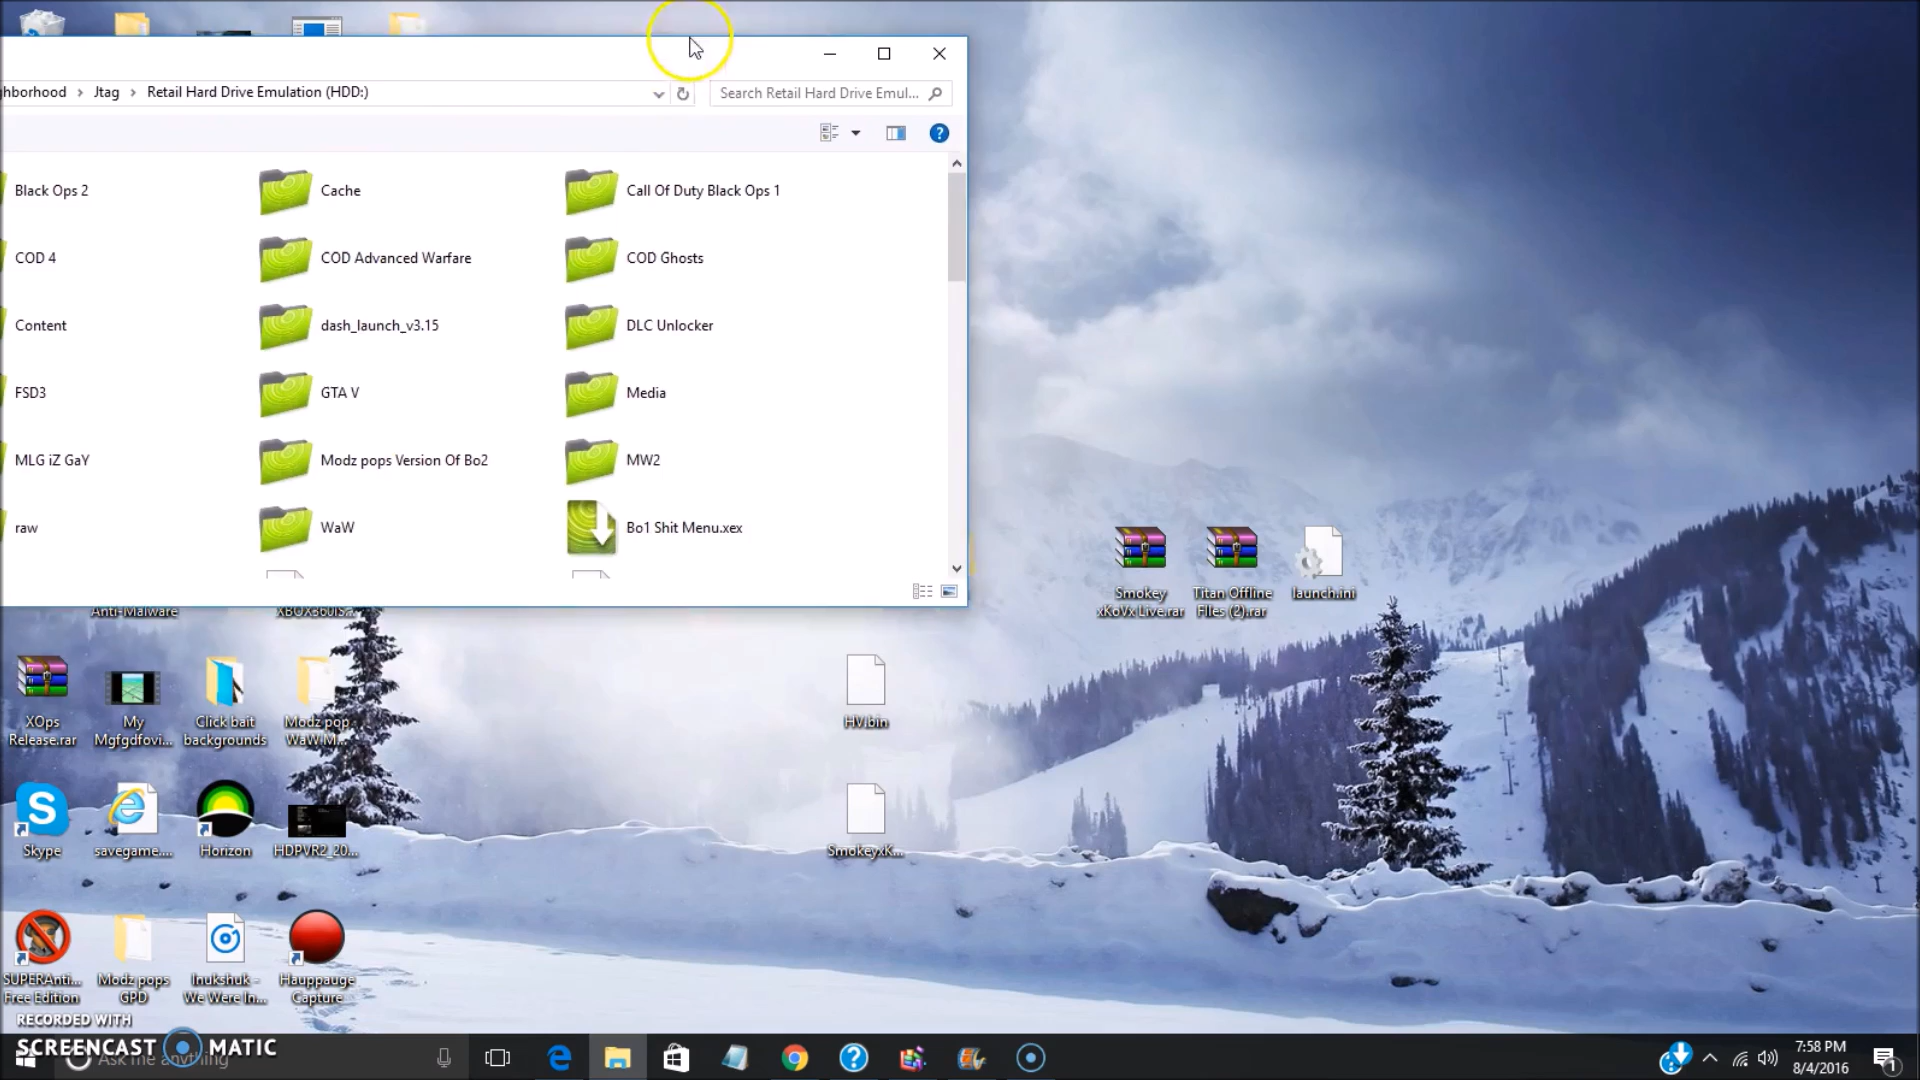 ghborhood > Jtag > Retail Hard Drive Emulation (HDD:)
Search Retail Hard Drive Emul...
Black Ops 2
Cache
Call Of Duty Black Ops 1
COD 4
COD Advanced Warfare
COD Ghosts
Content
dash_launch_v3.15
DLC Unlocker
FSD3
GTA V
Media
MLG iZ GaY
Modz pops Version Of Bo2
MW2
raw
WaW
Bo1 Shit Menu.xex
Anti-Malware
XBOX360IS...
Smokey
xKoVx Live.rar
Titan Offline
FIles (2).rar
launch.ini
XOps
Release.rar
My
Mgfgdfovi...
Click bait
backgrounds
Modz pop
WaW M...
HV.bin
Skype
savegame....
Horizon
HDPVR2_20...
SmokeyxK...
SUPERAnti...
Free Edition
Modz pops
GPD
Inukshuk -
We Were In...
Hauppauge
Capture
RECORDED WITH
SCREENCAST MATIC
Ask me anything
7:58 PM
8/4/2016
1